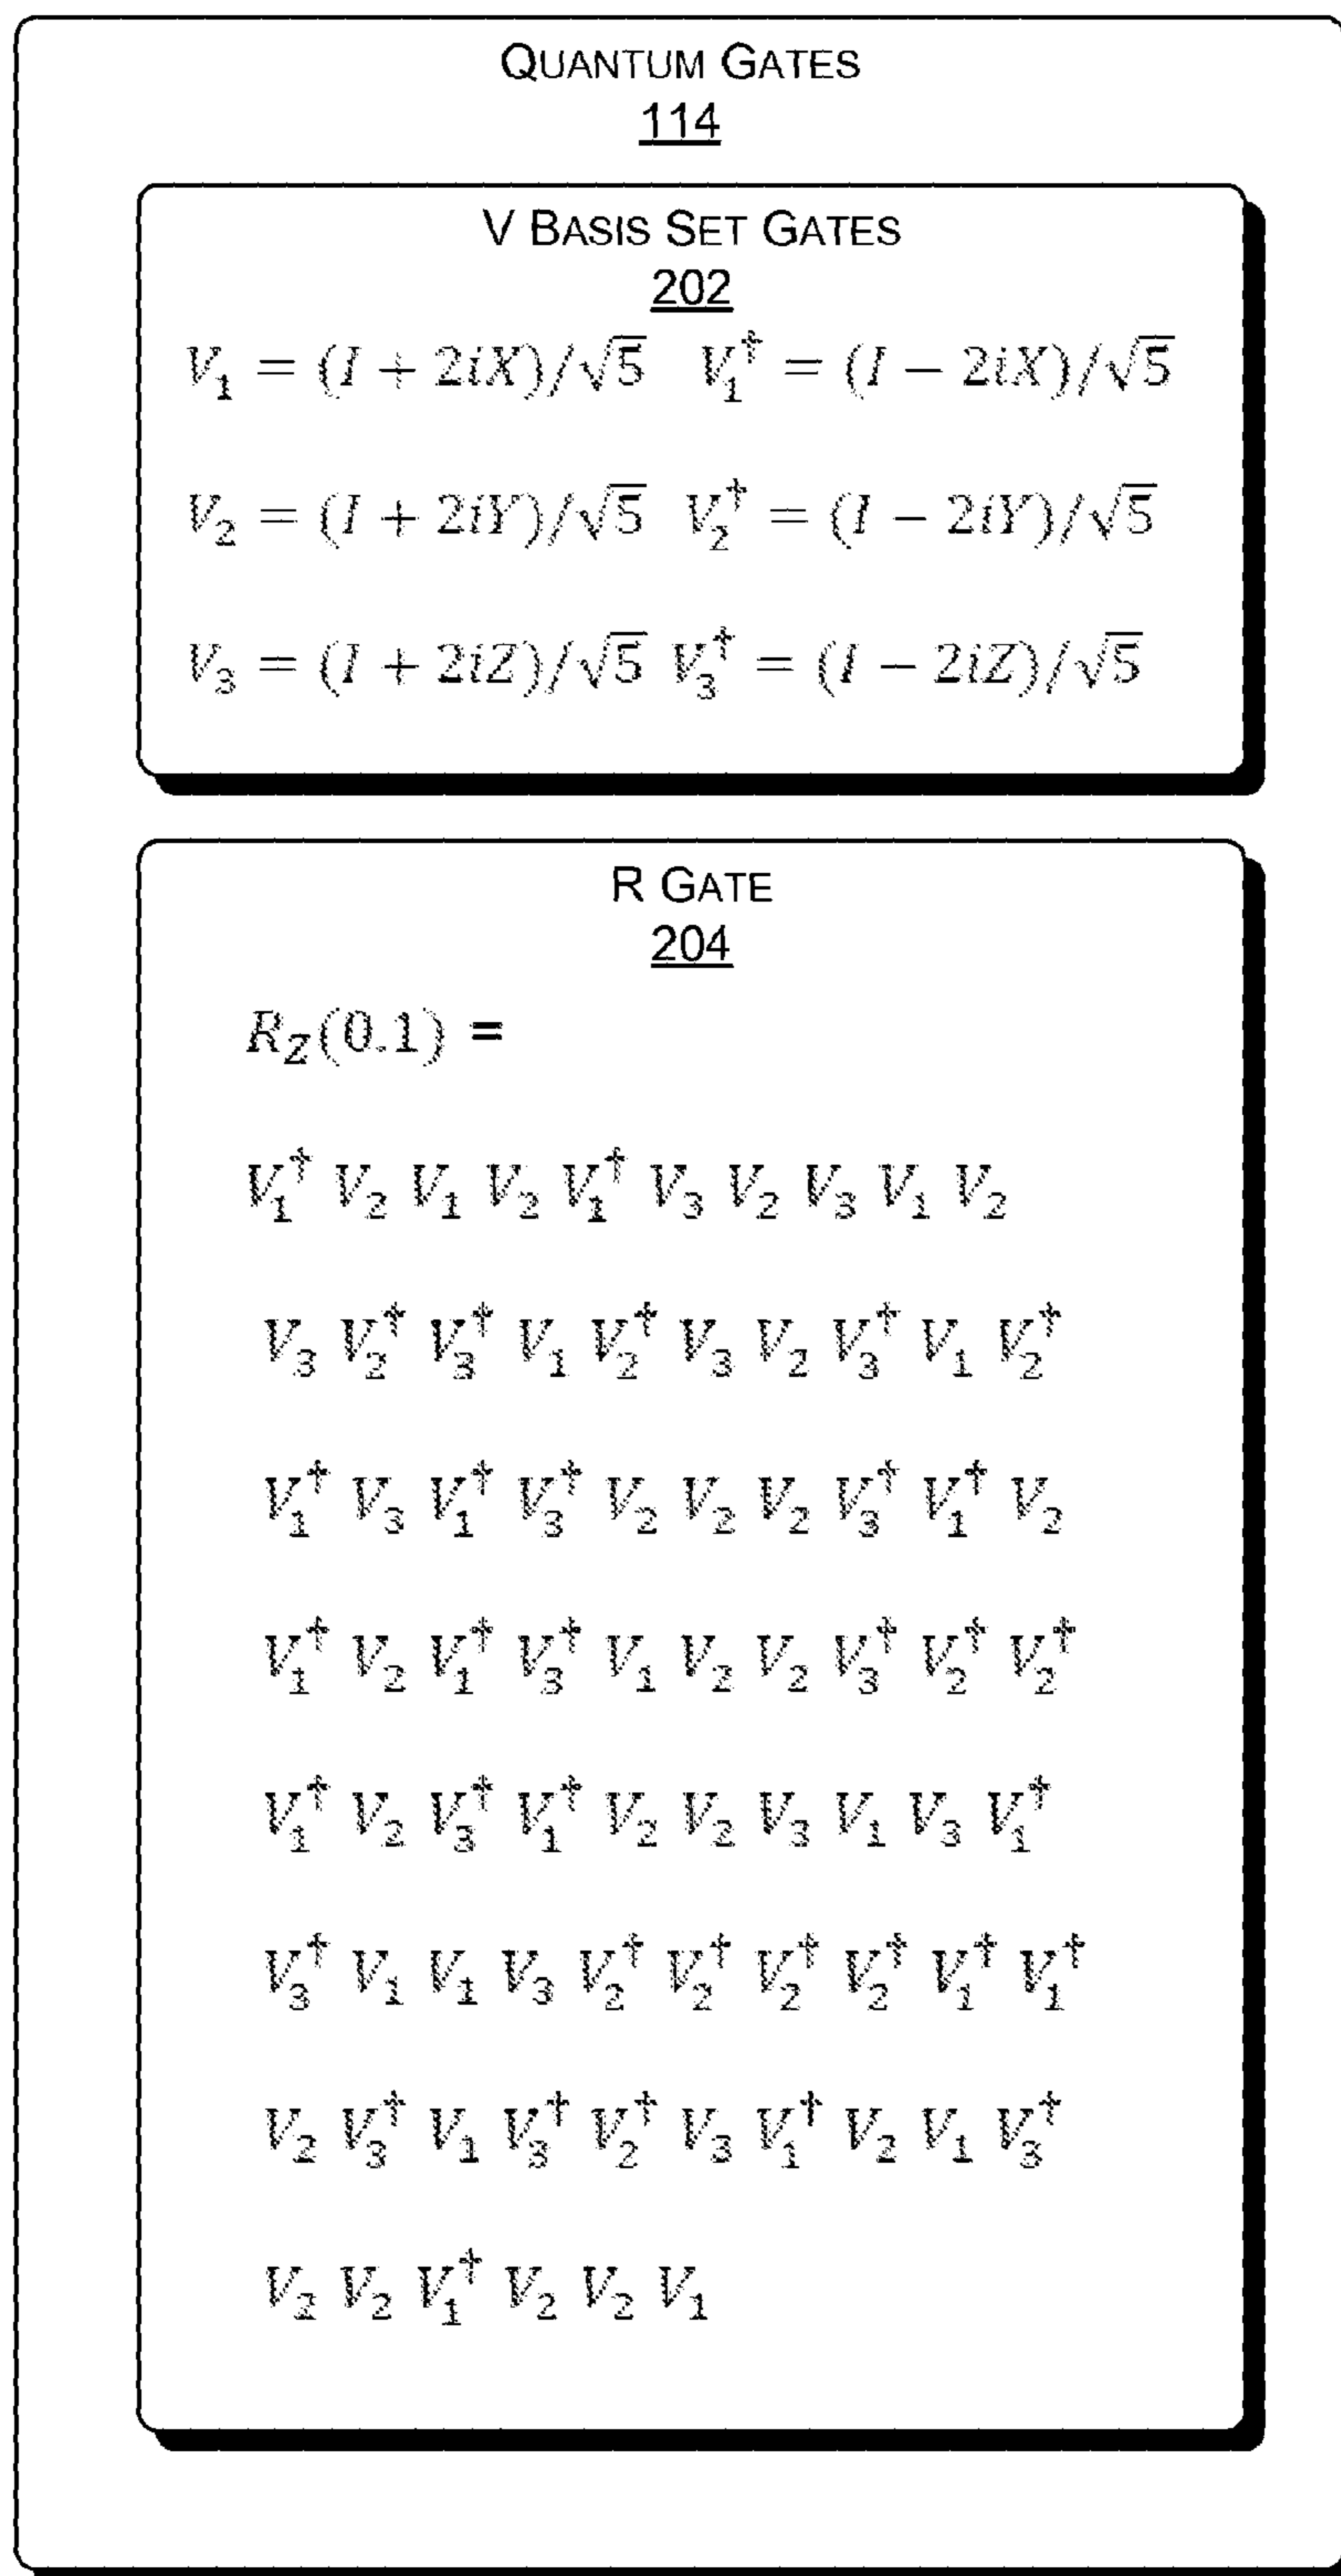 QUANTUM GATES
114
V BASIS SET GATES
202
V₁ = (I + 2iX)/√5 V₁† = (I − 2iX)/√5
V₂ = (I + 2iY)/√5 V₂† = (I − 2iY)/√5
V₃ = (I + 2iZ)/√5 V₃† = (I − 2iZ)/√5
R GATE
204
R_Z(0.1) =
V₁† V₂ V₁ V₂ V₁† V₃ V₂ V₃ V₁ V₂
V₃ V₂† V₃† V₁ V₂† V₃ V₂ V₃† V₁ V₂†
V₁† V₃ V₁† V₃† V₂ V₂ V₂ V₃† V₁† V₂
V₁† V₂ V₁† V₃† V₁ V₂ V₂ V₃† V₂† V₂†
V₁† V₂ V₃† V₁† V₂ V₂ V₃ V₁ V₃ V₁†
V₃† V₁ V₁ V₃ V₂† V₂† V₂† V₂† V₁† V₁†
V₂ V₃† V₁ V₃† V₂† V₃ V₁† V₂ V₁ V₃†
V₂ V₂ V₁† V₂ V₂ V₁